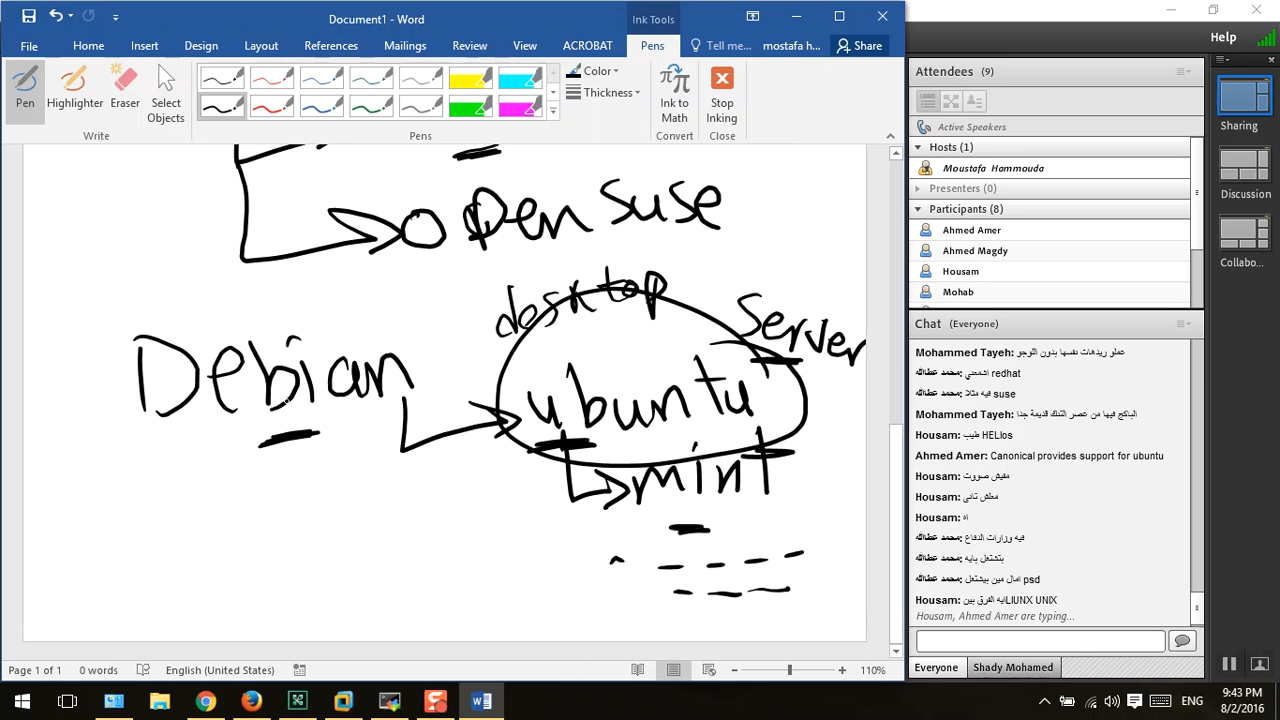 Document1 - Word
Ink Tools
File
Home
Insert
Design
Layout
References
Mailings
Review
View
ACROBAT
Pens
Tell me...
mostafa h...
Share
Pen
Highlighter
Eraser
Select
Objects
Color
Thickness
Ink to
Math
Stop
Inking
Write
Pens
Convert
Close
open suse
desktop
Server
Debian
ubuntu
mint
Page 1 of 1
0 words
English (United States)
110%
Help
Attendees (9)
Active Speakers
Hosts (1)
Moustafa Hammouda
Presenters (0)
Participants (8)
Ahmed Amer
Ahmed Magdy
Housam
Mohab
Chat (Everyone)
Mohammed Tayeh: عملو ريدهات نفسها بدون اللوجو
محمد عطاالله: اشمعني redhat
محمد عطاالله: فيه مثلا suse
Mohammed Tayeh: الباكج فيها من عصر التتك قديمة جدا
Housam: طيب HELlos
Ahmed Amer: Canonical provides support for ubuntu
Housam: مفيش صووت
Housam: معلش تاني
Housam: اه
محمد عطاالله: فيه وزارات الدفاع
محمد عطاالله: بتشتغل بايه
محمد عطاالله: امال مين بيشتغل psd
Housam: ايه الفرق بينLIUNX UNIX
Housam, Ahmed Amer are typing...
Everyone
Shady Mohamed
Sharing
Discussion
Collabo...
ENG
9:43 PM
8/2/2016